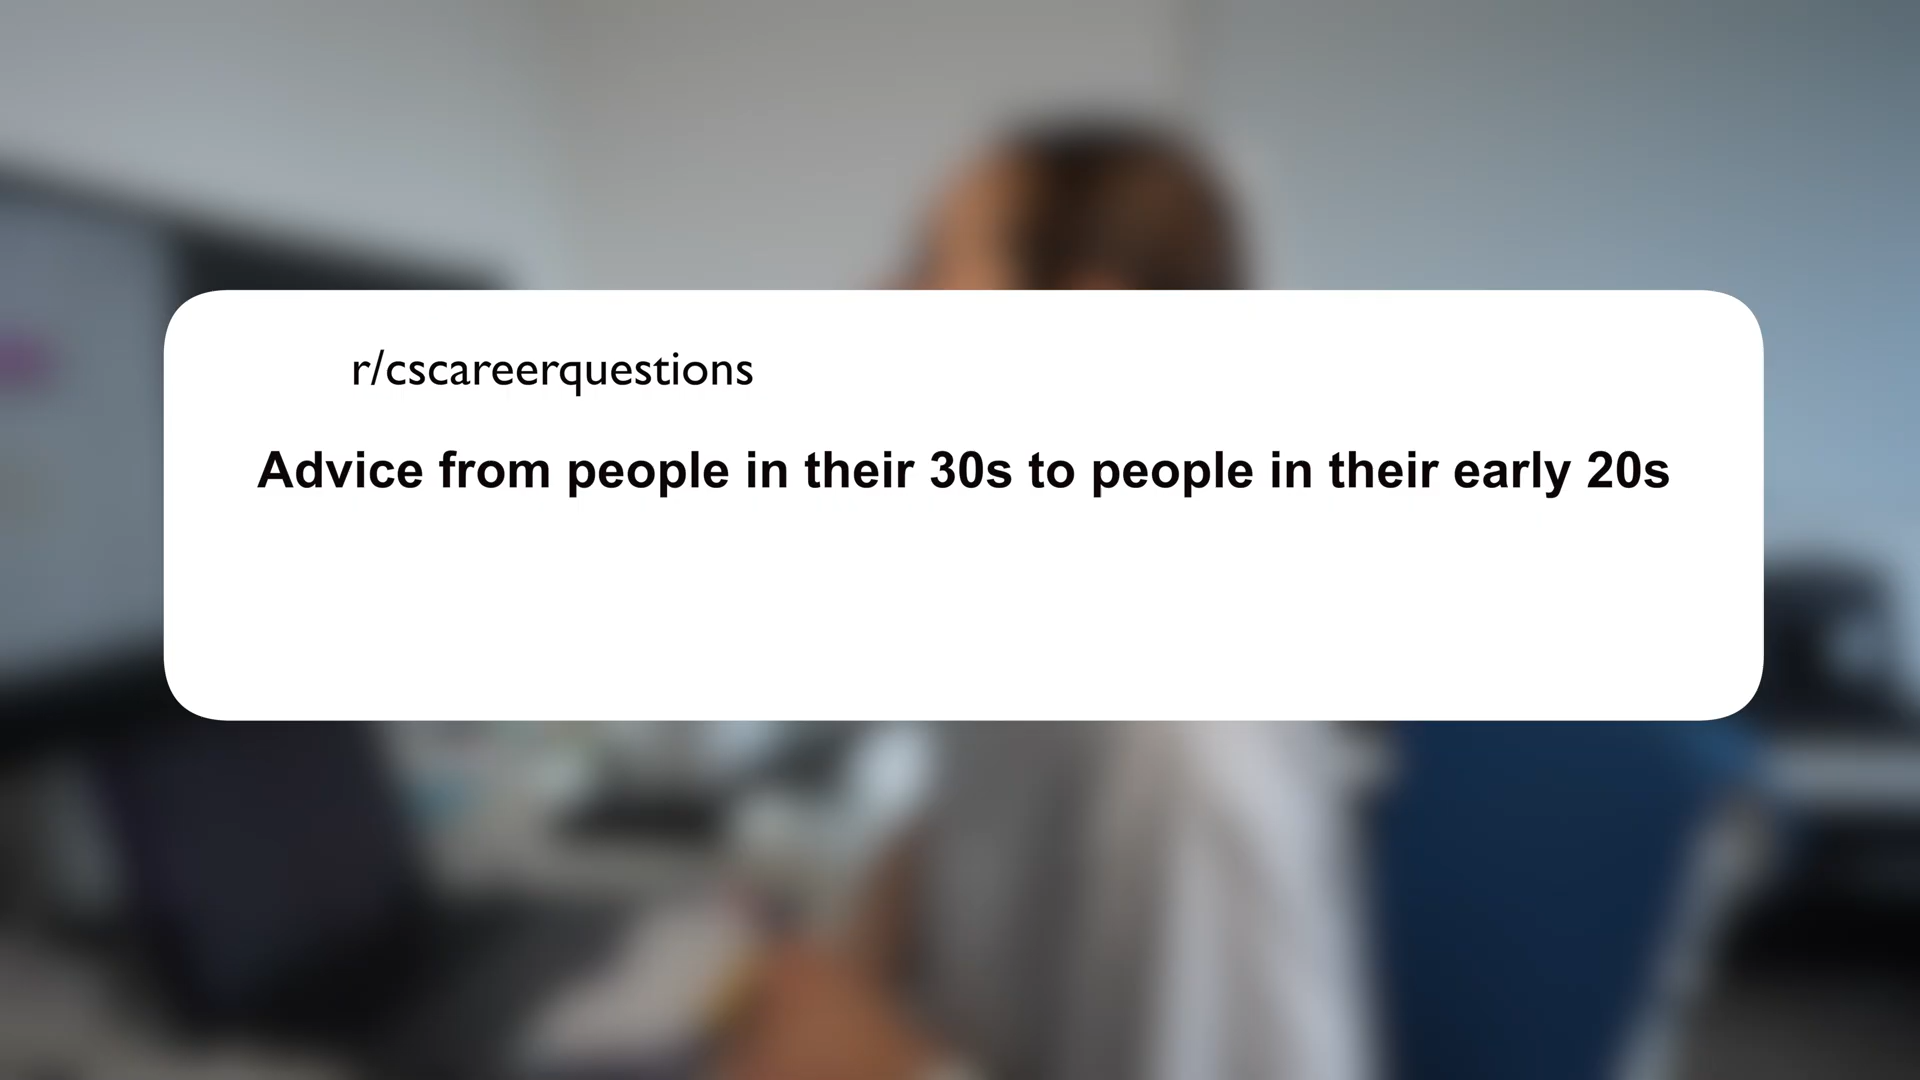 r/cscareerquestions
Advice from people in their 30s to people in their early 20s